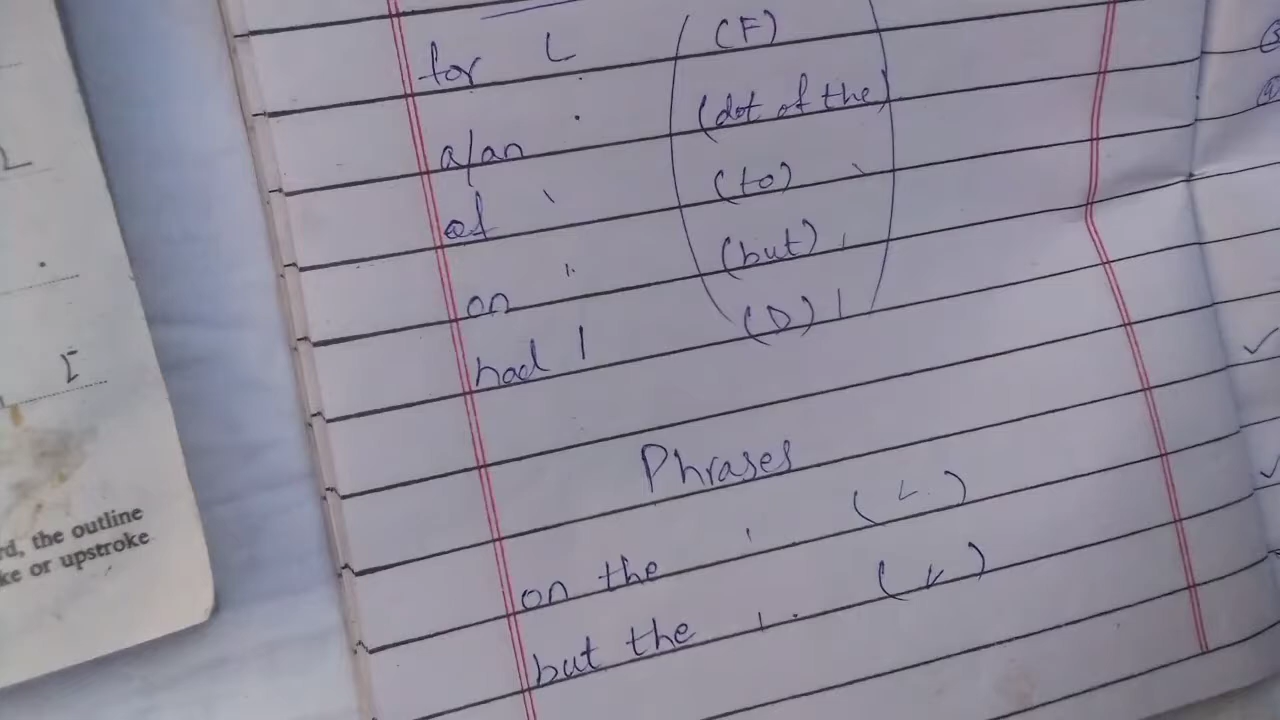 for (F)
a/an (dot of the)
of (to)
on (but)
had (D)
Phrases
on the
but the
rd, the outline
ke or upstroke